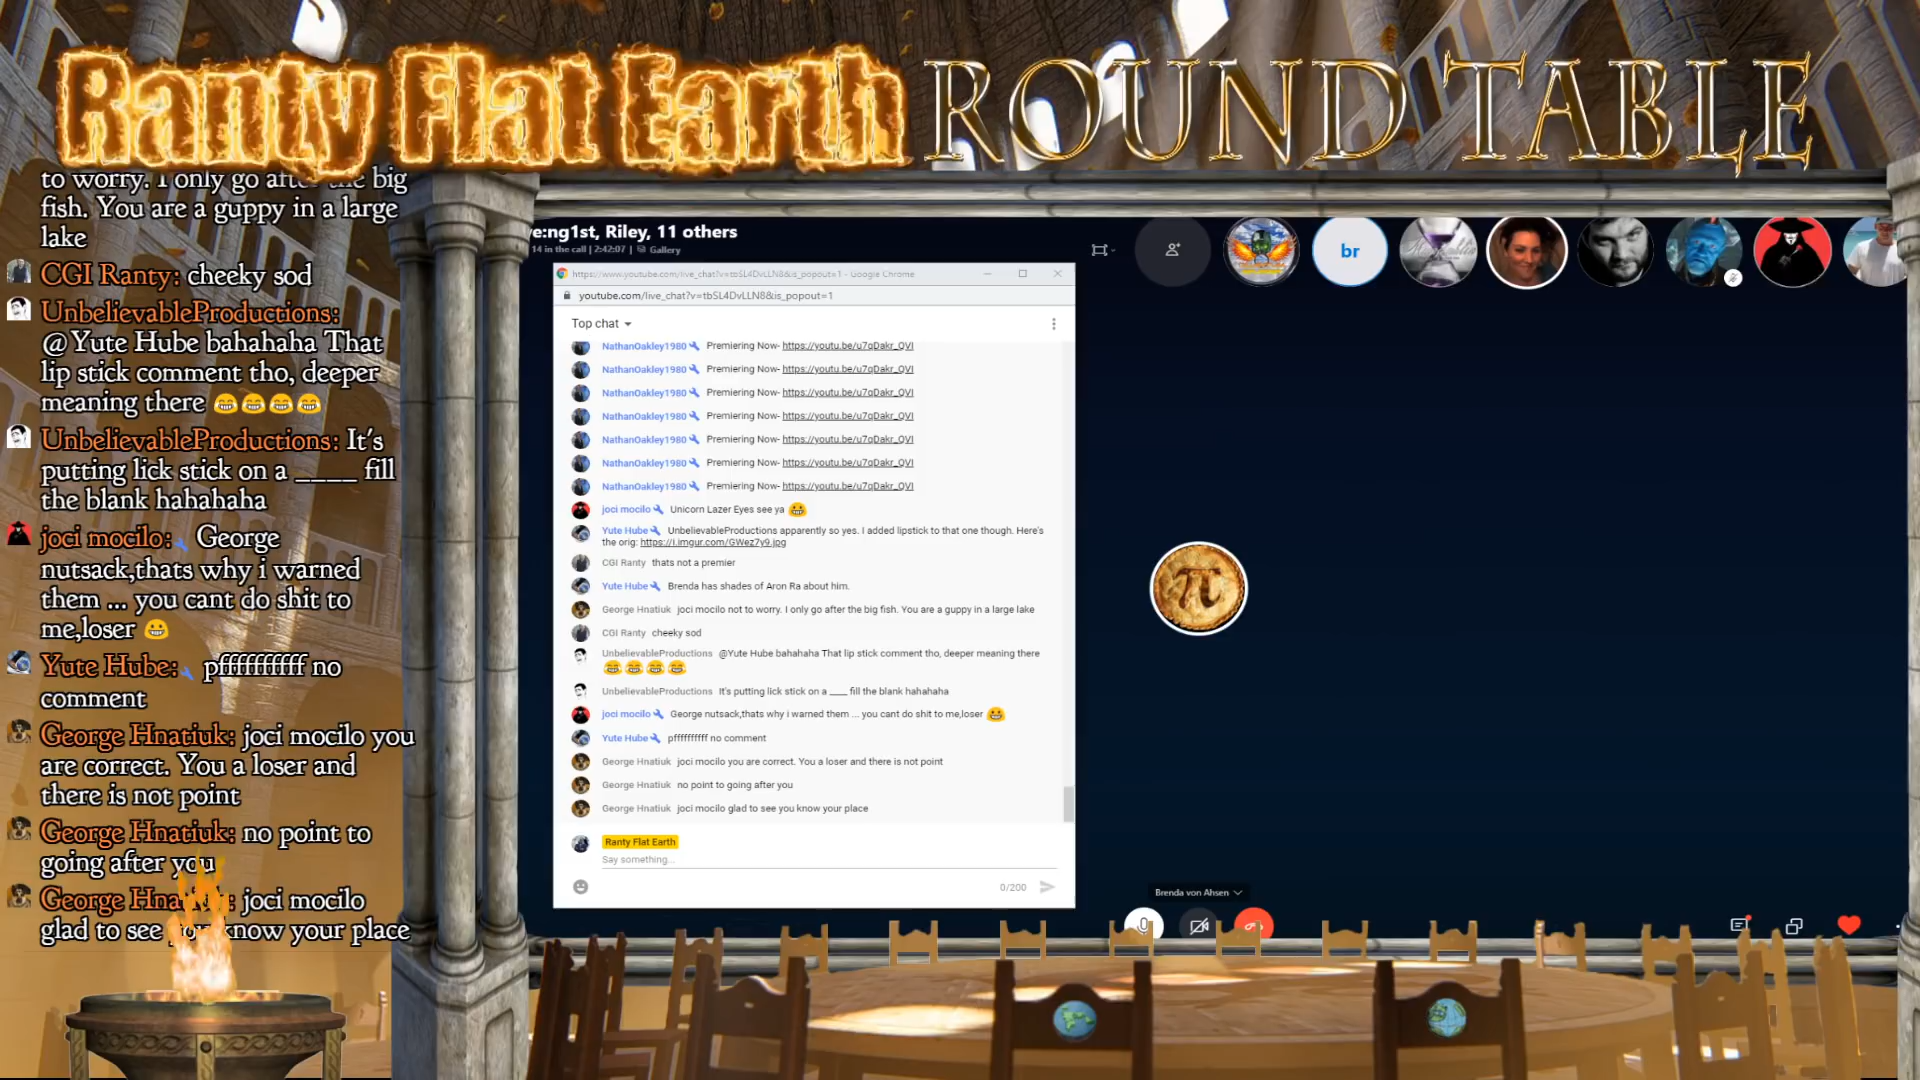 Ranty Flat Earth ROUND TABLE
to worry. I only go after the big
fish. You are a guppy in a large
lake
CGI Ranty: cheeky sod
UnbelievableProductions:
@Yute Hube bahahaha That
lip stick comment tho, deeper
meaning there 😂😂😂😂
UnbelievableProductions: It's
putting lick stick on a ____ fill
the blank hahahaha
joci mocilo: George
nutsack,thats why i warned
them ... you cant do shit to
me,loser 😀
Yute Hube: pffffffffff no
comment
George Hnatiuk: joci mocilo you
are correct. You a loser and
there is not point
George Hnatiuk: no point to
going after you
George Hnatiuk: joci mocilo
glad to see you know your place
ve:ng1st, Riley, 11 others
14 in the call | 2:42:07 | Gallery
https://www.youtube.com/live_chat?v=tbSL4DvLLN8&is_popout=1 - Google Chrome
youtube.com/live_chat?v=tbSL4DvLLN8&is_popout=1
Top chat
NathanOakley1980 Premiering Now- https://youtu.be/u7qDakr_QVI
NathanOakley1980 Premiering Now- https://youtu.be/u7qDakr_QVI
NathanOakley1980 Premiering Now- https://youtu.be/u7qDakr_QVI
NathanOakley1980 Premiering Now- https://youtu.be/u7qDakr_QVI
NathanOakley1980 Premiering Now- https://youtu.be/u7qDakr_QVI
NathanOakley1980 Premiering Now- https://youtu.be/u7qDakr_QVI
NathanOakley1980 Premiering Now- https://youtu.be/u7qDakr_QVI
joci mocilo Unicorn Lazer Eyes see ya 😀
Yute Hube UnbelievableProductions apparently so yes. I added lipstick to that one though. Here's
the orig: https://i.imgur.com/GWez7y9.jpg
CGI Ranty thats not a premier
Yute Hube Brenda has shades of Aron Ra about him.
George Hnatiuk joci mocilo not to worry. I only go after the big fish. You are a guppy in a large lake
CGI Ranty cheeky sod
UnbelievableProductions @Yute Hube bahahaha That lip stick comment tho, deeper meaning there
😂😂😂😂
UnbelievableProductions It's putting lick stick on a ____ fill the blank hahahaha
joci mocilo George nutsack,thats why i warned them ... you cant do shit to me,loser 😀
Yute Hube pffffffffff no comment
George Hnatiuk joci mocilo you are correct. You a loser and there is not point
George Hnatiuk no point to going after you
George Hnatiuk joci mocilo glad to see you know your place
Ranty Flat Earth
Say something...
0/200
br
π
Brenda von Ahsen